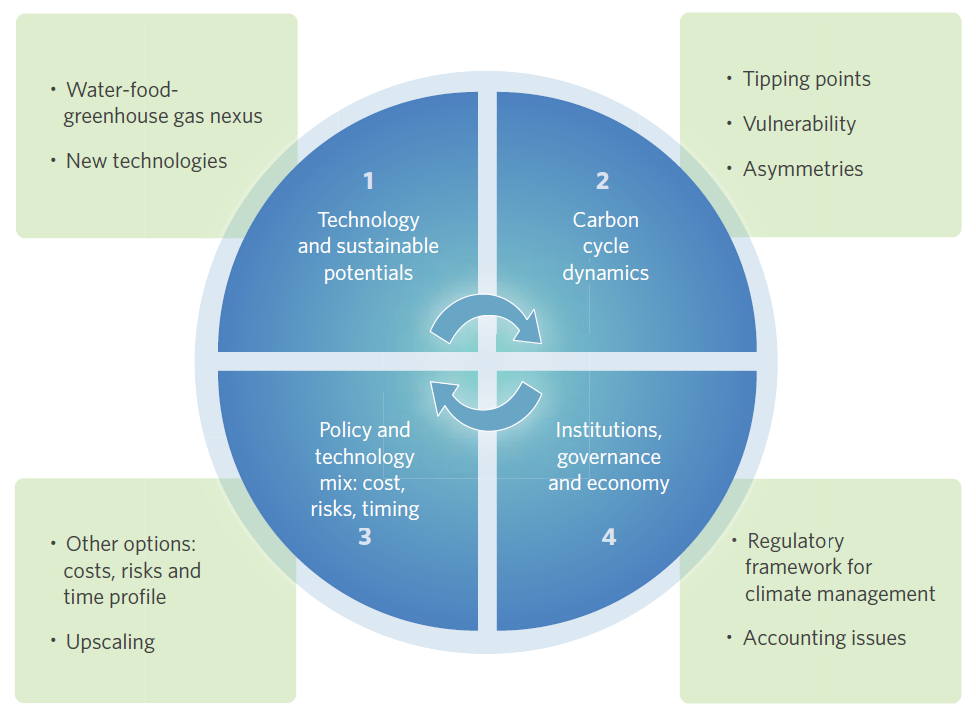 • Water-food-
greenhouse gas nexus
• New technologies
• Tipping points
• Vulnerability
• Asymmetries
1
Technology
and sustainable
potentials
2
Carbon
cycle
dynamics
Policy and
technology
mix: cost,
risks, timing
3
Institutions,
governance
and economy
4
• Other options:
costs, risks and
time profile
• Upscaling
• Regulatory
framework for
climate management
• Accounting issues